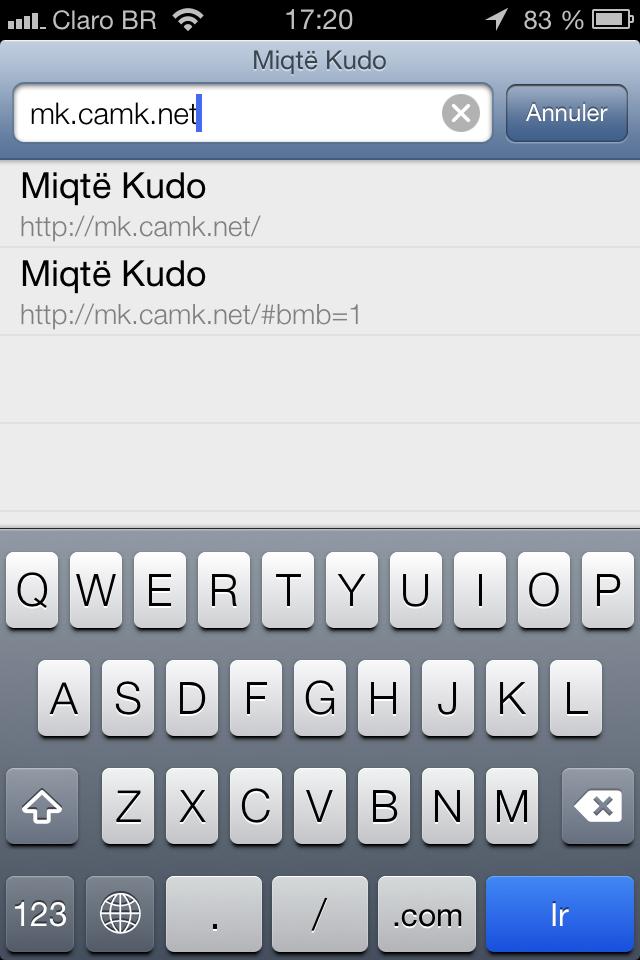 Claro BR 17:20 83 %
Miqtë Kudo
mk.camk.net Annuler
Miqtë Kudo
http://mk.camk.net/
Miqtë Kudo
http://mk.camk.net/#bmb=1
Q W E R T Y U I O P
A S D F G H J K L
Z X C V B N M
123 . / .com Ir